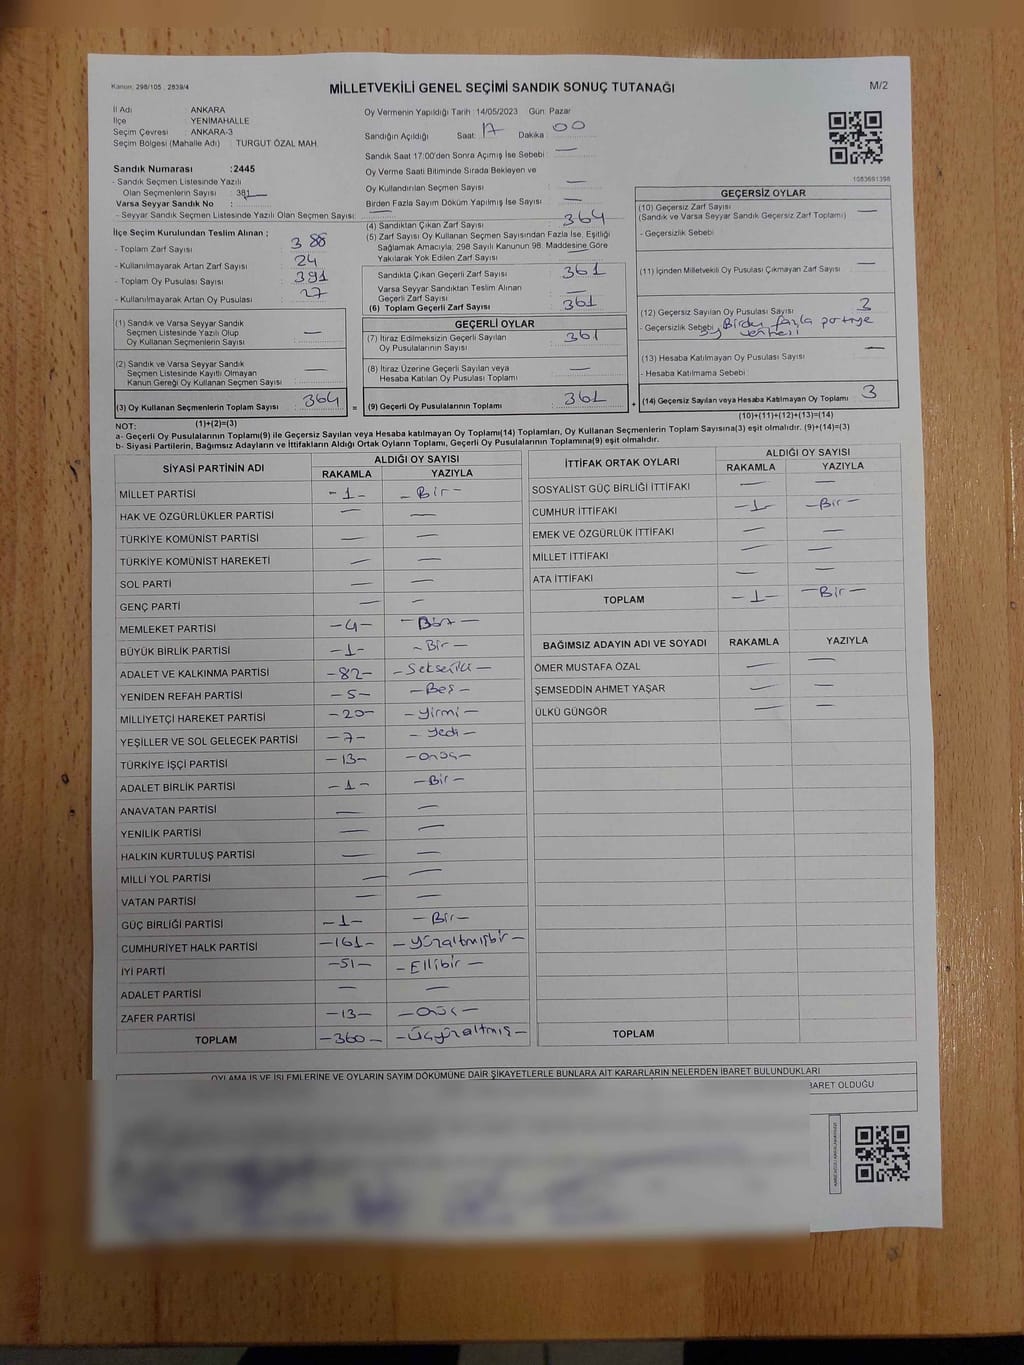 Kanun: 298/105 , 2839/4
MİLLETVEKİLİ GENEL SEÇİMİ SANDIK SONUÇ TUTANAĞI
M/2
İl Adı : ANKARA
İlçe : YENİMAHALLE
Seçim Çevresi : ANKARA-3
Seçim Bölgesi (Mahalle Adı) : TURGUT ÖZAL MAH.
Oy Vermenin Yapıldığı Tarih : 14/05/2023 Gün: Pazar
Sandığın Açıldığı Saat: 17 Dakika : 00
Sandık Saat 17:00'den Sonra Açımış İse Sebebi : —
Oy Verme Saati Bitiminde Sırada Bekleyen ve
Oy Kullandırılan Seçmen Sayısı : —
Birden Fazla Sayım Döküm Yapılmış İse Sayısı : —
1083691398
Sandık Numarası :2445
- Sandık Seçmen Listesinde Yazılı
Olan Seçmenlerin Sayısı : 381
Varsa Seyyar Sandık No :
- Seyyar Sandık Seçmen Listesinde Yazılı Olan Seçmen Sayısı: —
İlçe Seçim Kurulundan Teslim Alınan ;
- Toplam Zarf Sayısı : 388
- Kullanılmayarak Artan Zarf Sayısı : 24
- Toplam Oy Pusulası Sayısı : 391
- Kullanılmayarak Artan Oy Pusulası : 27
(4) Sandıktan Çıkan Zarf Sayısı : 364
(5) Zarf Sayısı Oy Kullanan Seçmen Sayısından Fazla İse, Eşitliği
Sağlamak Amacıyla, 298 Sayılı Kanunun 98. Maddesine Göre
Yakılarak Yok Edilen Zarf Sayısı : —
Sandıkta Çıkan Geçerli Zarf Sayısı : 361
Varsa Seyyar Sandıktan Teslim Alınan
Geçerli Zarf Sayısı : —
(6) Toplam Geçerli Zarf Sayısı : 361
GEÇERSİZ OYLAR
(10) Geçersiz Zarf Sayısı : —
(Sandık ve Varsa Seyyar Sandık Geçersiz Zarf Toplamı)
- Geçersizlik Sebebi :
(11) İçinden Milletvekili Oy Pusulası Çıkmayan Zarf Sayısı : —
(12) Geçersiz Sayılan Oy Pusulası Sayısı : 3
- Geçersizlik Sebebi : Birden fazla partiye
oy verilmesi
(13) Hesaba Katılmayan Oy Pusulası Sayısı : —
- Hesaba Katılmama Sebebi :
(14) Geçersiz Sayılan veya Hesaba Katılmayan Oy Toplamı : 3
(1) Sandık ve Varsa Seyyar Sandık
Seçmen Listesinde Yazılı Olup
Oy Kullanan Seçmenlerin Sayısı : —
(2) Sandık ve Varsa Seyyar Sandık
Seçmen Listesinde Kayıtlı Olmayan
Kanun Gereği Oy Kullanan Seçmen Sayısı : —
(3) Oy Kullanan Seçmenlerin Toplam Sayısı : 364
GEÇERLİ OYLAR
(7) İtiraz Edilmeksizin Geçerli Sayılan
Oy Pusulalarının Sayısı : 361
(8) İtiraz Üzerine Geçerli Sayılan veya
Hesaba Katılan Oy Pusulası Toplamı : —
= (9) Geçerli Oy Pusulalarının Toplamı : 361 +
NOT: (1)+(2)=(3)
(10)+(11)+(12)+(13)=(14)
a- Geçerli Oy Pusulalarının Toplamı(9) ile Geçersiz Sayılan veya Hesaba katılmayan Oy Toplamı(14) Toplamları, Oy Kullanan Seçmenlerin Toplam Sayısına(3) eşit olmalıdır. (9)+(14)=(3)
b- Siyasi Partilerin, Bağımsız Adayların ve İttifakların Aldığı Ortak Oyların Toplamı, Geçerli Oy Pusulalarının Toplamına(9) eşit olmalıdır.
SİYASİ PARTİNİN ADI ALDIĞI OY SAYISI
RAKAMLA YAZIYLA
MİLLET PARTİSİ -1- -Bir-
HAK VE ÖZGÜRLÜKLER PARTİSİ — —
TÜRKİYE KOMÜNİST PARTİSİ — —
TÜRKİYE KOMÜNİST HAREKETİ — —
SOL PARTİ — —
GENÇ PARTİ — —
MEMLEKET PARTİSİ -4- -Dört-
BÜYÜK BİRLİK PARTİSİ -1- -Bir-
ADALET VE KALKINMA PARTİSİ -82- -Sekseniki-
YENİDEN REFAH PARTİSİ -5- -Beş-
MİLLİYETÇİ HAREKET PARTİSİ -20- -Yirmi-
YEŞİLLER VE SOL GELECEK PARTİSİ -7- -Yedi-
TÜRKİYE İŞÇİ PARTİSİ -13- -Onüç-
ADALET BİRLİK PARTİSİ -1- -Bir-
ANAVATAN PARTİSİ — —
YENİLİK PARTİSİ — —
HALKIN KURTULUŞ PARTİSİ — —
MİLLİ YOL PARTİSİ — —
VATAN PARTİSİ — —
GÜÇ BİRLİĞİ PARTİSİ -1- -Bir-
CUMHURİYET HALK PARTİSİ -161- -Yüzaltmışbir-
İYİ PARTİ -51- -Ellibir-
ADALET PARTİSİ — —
ZAFER PARTİSİ -13- -Onüç-
TOPLAM -360- -Üçyüzaltmış-
İTTİFAK ORTAK OYLARI ALDIĞI OY SAYISI
RAKAMLA YAZIYLA
SOSYALİST GÜÇ BİRLİĞİ İTTİFAKI — —
CUMHUR İTTİFAKI -1- -Bir-
EMEK VE ÖZGÜRLÜK İTTİFAKI — —
MİLLET İTTİFAKI — —
ATA İTTİFAKI — —
TOPLAM -1- -Bir-
BAĞIMSIZ ADAYIN ADI VE SOYADI RAKAMLA YAZIYLA
ÖMER MUSTAFA ÖZAL — —
ŞEMSEDDİN AHMET YAŞAR — —
ÜLKÜ GÜNGÖR — —
TOPLAM
OYLAMA İŞ VE İŞLEMLERİNE VE OYLARIN SAYIM DÖKÜMÜNE DAİR ŞİKAYETLERLE BUNLARA AİT KARARLARIN NELERDEN İBARET BULUNDUKLARI
BARET OLDUĞU